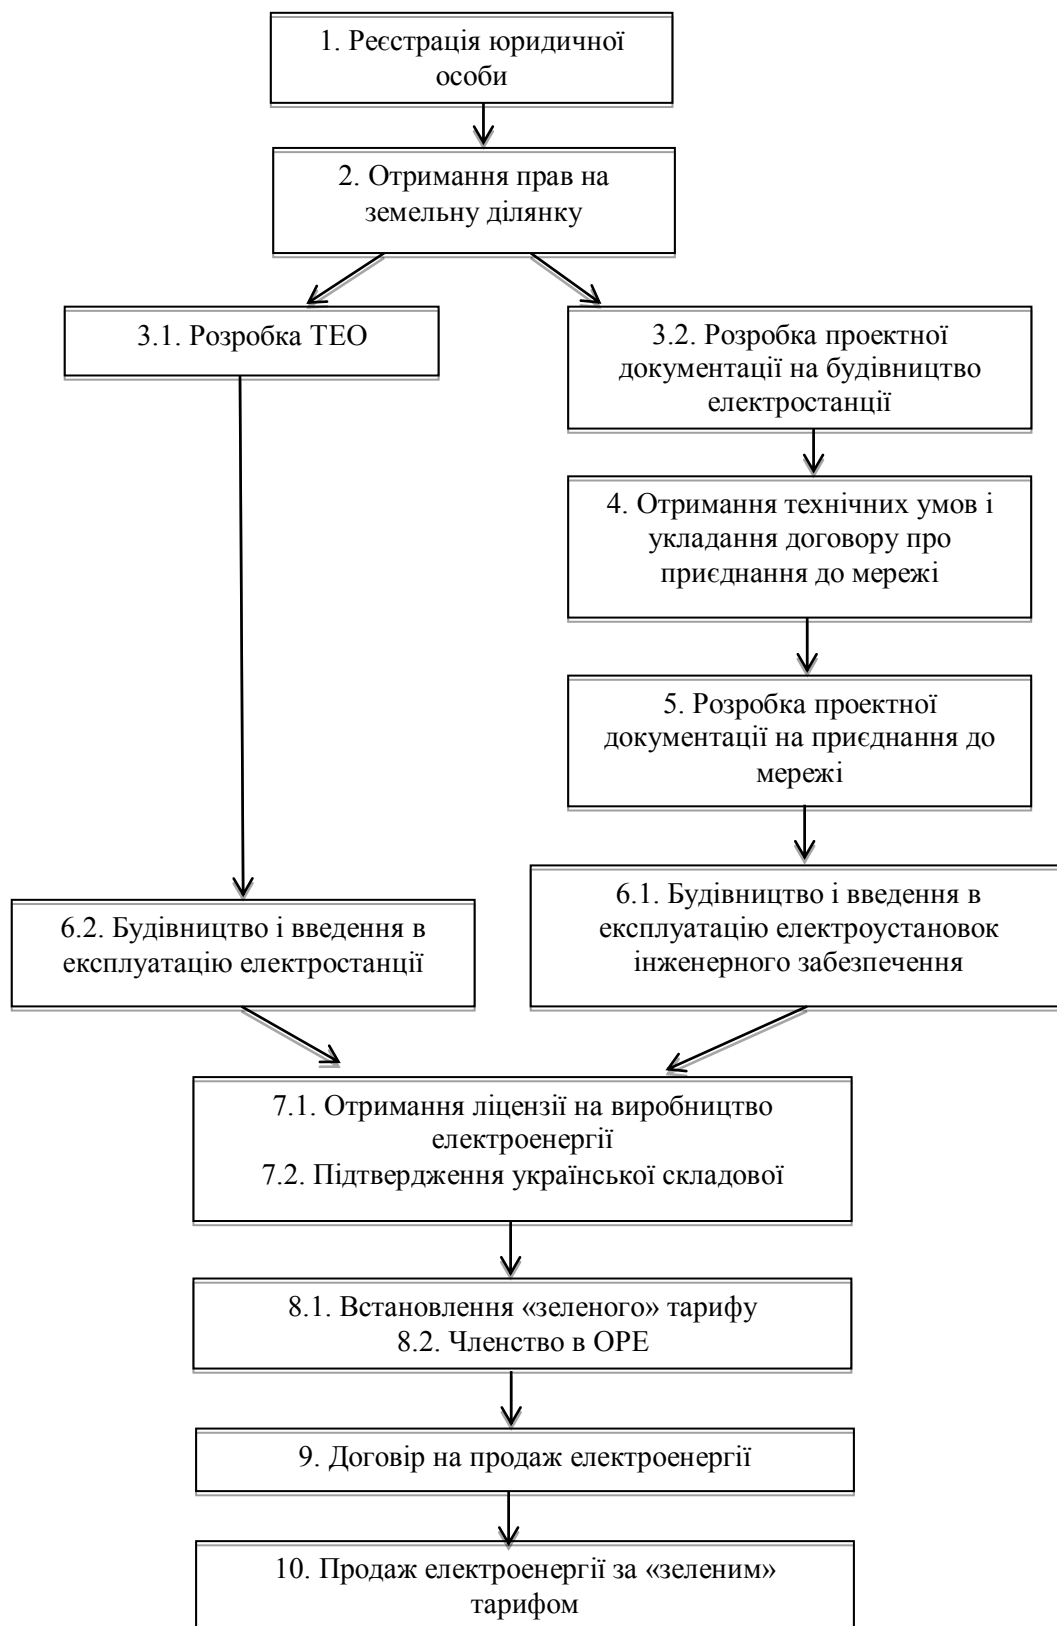 1. Реєстрація юридичної
особи
2. Отримання прав на
земельну ділянку
3.1. Розробка ТЕО
3.2. Розробка проектної
документації на будівництво
електростанції
4. Отримання технічних умов і
укладання договору про
приєднання до мережі
5. Розробка проектної
документації на приєднання до
мережі
6.2. Будівництво і введення в
експлуатацію електростанції
6.1. Будівництво і введення в
експлуатацію електроустановок
інженерного забезпечення
7.1. Отримання ліцензії на виробництво
електроенергії
7.2. Підтвердження української складової
8.1. Встановлення «зеленого» тарифу
8.2. Членство в ОРЕ
9. Договір на продаж електроенергії
10. Продаж електроенергії за «зеленим»
тарифом